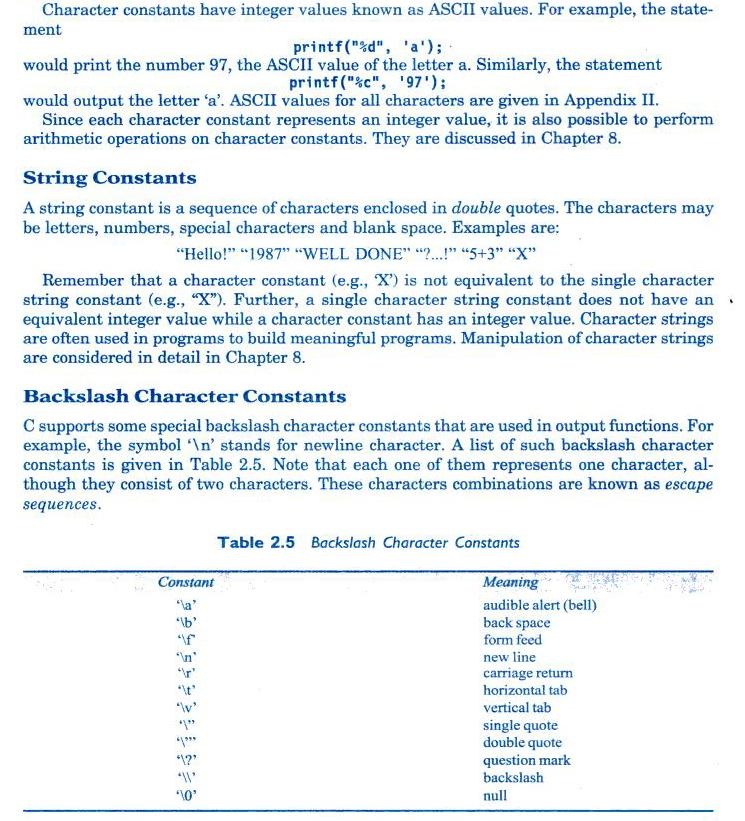 Character constants have integer values known as ASCII values. For example, the state-
ment
printf("%d", 'a');
would print the number 97, the ASCII value of the letter a. Similarly, the statement
printf("%c", '97');
would output the letter ‘a’. ASCII values for all characters are given in Appendix II.
Since each character constant represents an integer value, it is also possible to perform
arithmetic operations on character constants. They are discussed in Chapter 8.
String Constants
A string constant is a sequence of characters enclosed in double quotes. The characters may
be letters, numbers, special characters and blank space. Examples are:
“Hello!” “1987” “WELL DONE” “?...!” “5+3” “X”
Remember that a character constant (e.g., ‘X’) is not equivalent to the single character
string constant (e.g., “X”). Further, a single character string constant does not have an
equivalent integer value while a character constant has an integer value. Character strings
are often used in programs to build meaningful programs. Manipulation of character strings
are considered in detail in Chapter 8.
Backslash Character Constants
C supports some special backslash character constants that are used in output functions. For
example, the symbol ‘\n’ stands for newline character. A list of such backslash character
constants is given in Table 2.5. Note that each one of them represents one character, al-
though they consist of two characters. These characters combinations are known as escape
sequences.
Table 2.5 Backslash Character Constants
Constant Meaning
‘\a’ audible alert (bell)
‘\b’ back space
‘\f’ form feed
‘\n’ new line
‘\r’ carriage return
‘\t’ horizontal tab
‘\v’ vertical tab
‘\’’ single quote
‘\”’ double quote
‘\?’ question mark
‘\\’ backslash
‘\0’ null